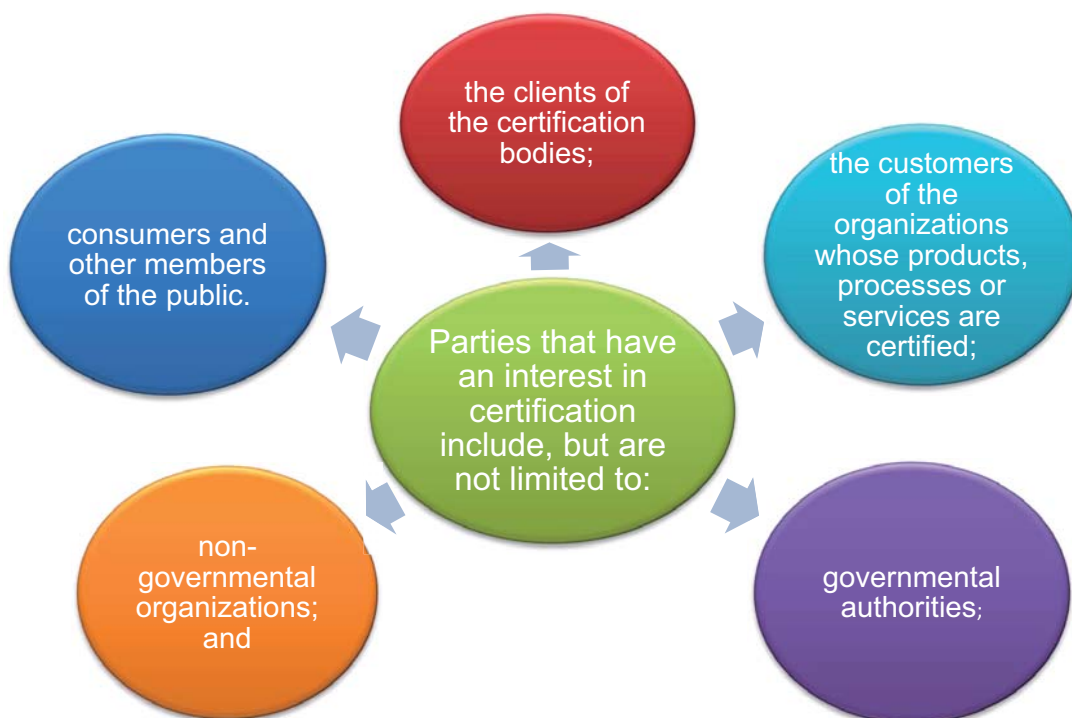 Parties that have
an interest in
certification
include, but are
not limited to:
the clients of
the certification
bodies;
the customers
of the
organizations
whose products,
processes or
services are
certified;
governmental
authorities;
non-
governmental
organizations;
and
consumers and
other members
of the public.